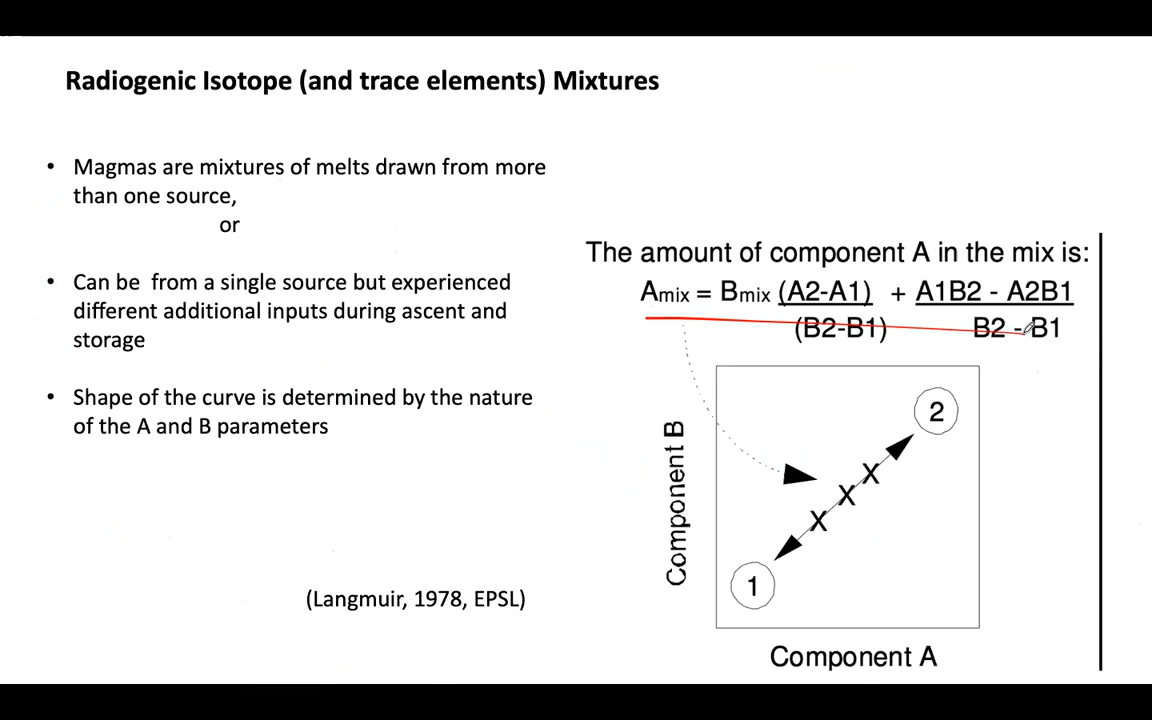 Radiogenic Isotope (and trace elements) Mixtures
• Magmas are mixtures of melts drawn from more
than one source,
or
• Can be from a single source but experienced
different additional inputs during ascent and
storage
• Shape of the curve is determined by the nature
of the A and B parameters
(Langmuir, 1978, EPSL)
The amount of component A in the mix is:
Amix = Bmix (A2-A1) + A1B2 - A2B1
(B2-B1) B2 - B1
Component B
2
X
X
X
1
Component A